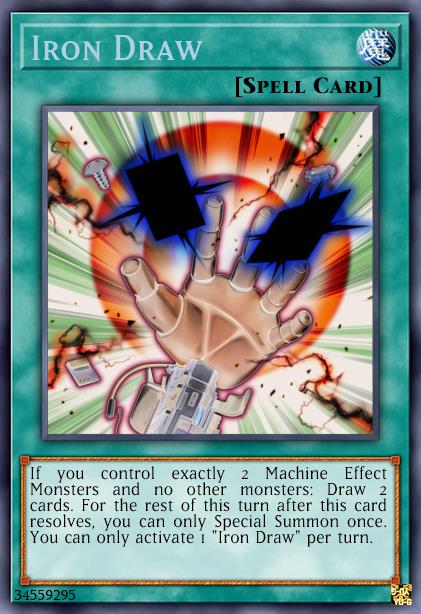 Iron Draw
魔
[Spell Card]
If you control exactly 2 Machine Effect
Monsters and no other monsters: Draw 2
cards. For the rest of this turn after this card
resolves, you can only Special Summon once.
You can only activate 1 "Iron Draw" per turn.
34559295